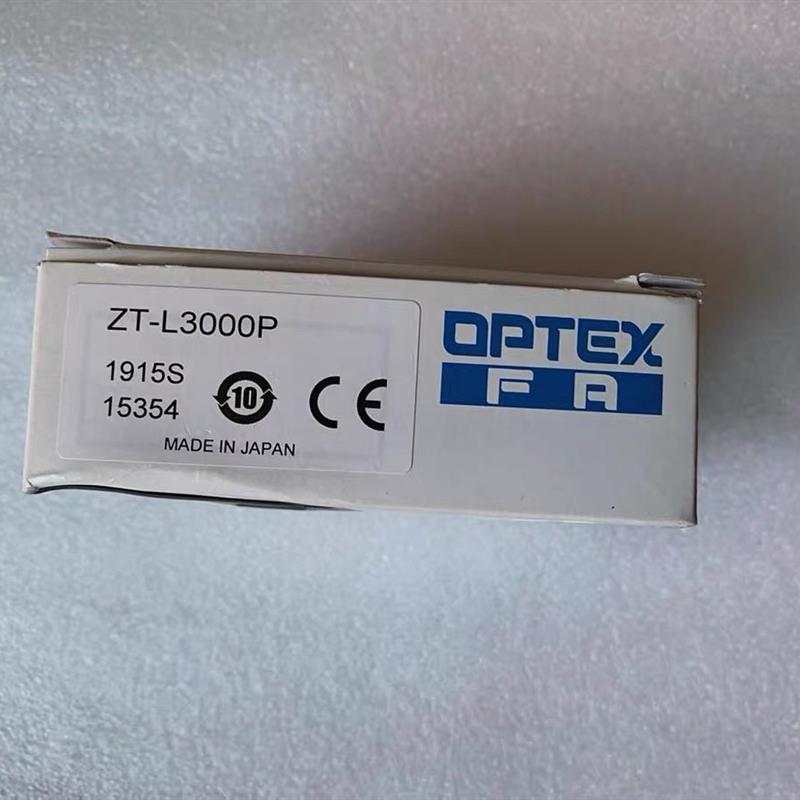 ZT-L3000P
1915S
15354
10
CE
MADE IN JAPAN
OPTEX
FA